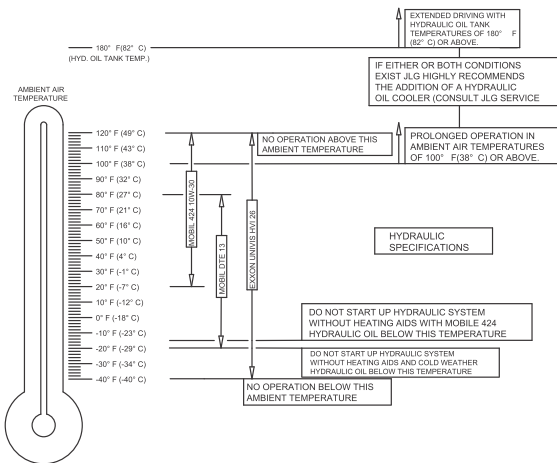 EXTENDED DRIVING WITH
HYDRAULIC OIL TANK
TEMPERATURES OF 180° F
(82° C) OR ABOVE.
180° F(82° C)
(HYD. OIL TANK TEMP.)
IF EITHER OR BOTH CONDITIONS
EXIST JLG HIGHLY RECOMMENDS
THE ADDITION OF A HYDRAULIC
OIL COOLER (CONSULT JLG SERVICE
AMBIENT AIR
TEMPERATURE
120° F (49° C)
110° F (43° C)
100° F (38° C)
90° F (32° C)
80° F (27° C)
70° F (21° C)
60° F (16° C)
50° F (10° C)
40° F (4° C)
30° F (-1° C)
20° F (-7° C)
10° F (-12° C)
0° F (-18° C)
-10° F (-23° C)
-20° F (-29° C)
-30° F (-34° C)
-40° F (-40° C)
MOBIL 424 10W-30
MOBIL DTE 13
EXXON UNIVIS HVI 26
NO OPERATION ABOVE THIS
AMBIENT TEMPERATURE
PROLONGED OPERATION IN
AMBIENT AIR TEMPERATURES
OF 100° F(38° C) OR ABOVE.
HYDRAULIC
SPECIFICATIONS
DO NOT START UP HYDRAULIC SYSTEM
WITHOUT HEATING AIDS WITH MOBILE 424
HYDRAULIC OIL BELOW THIS TEMPERATURE
DO NOT START UP HYDRAULIC SYSTEM
WITHOUT HEATING AIDS AND COLD WEATHER
HYDRAULIC OIL BELOW THIS TEMPERATURE
NO OPERATION BELOW THIS
AMBIENT TEMPERATURE